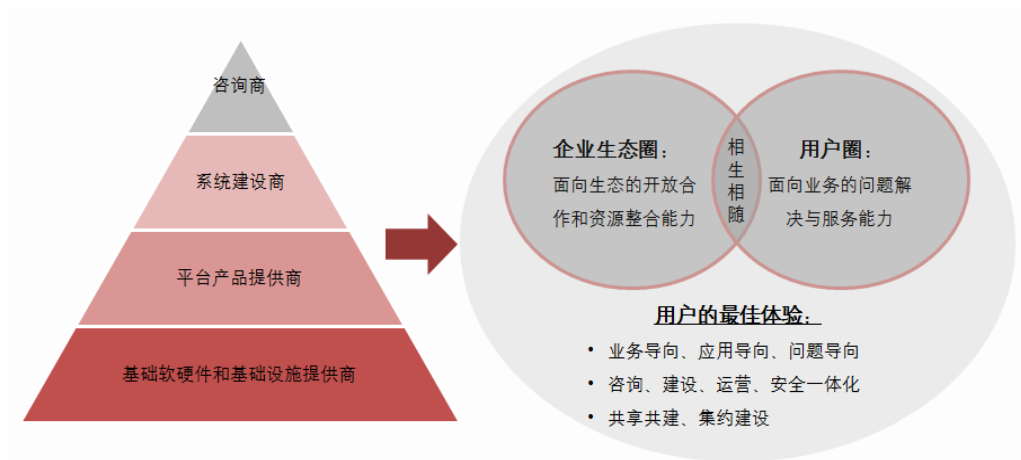 咨询商
系统建设商
平台产品提供商
基础软硬件和基础设施提供商
企业生态圈：
面向生态的开放合
作和资源整合能力
相
生
相
随
用户圈：
面向业务的问题解
决与服务能力
用户的最佳体验：
• 业务导向、应用导向、问题导向
• 咨询、建设、运营、安全一体化
• 共享共建、集约建设